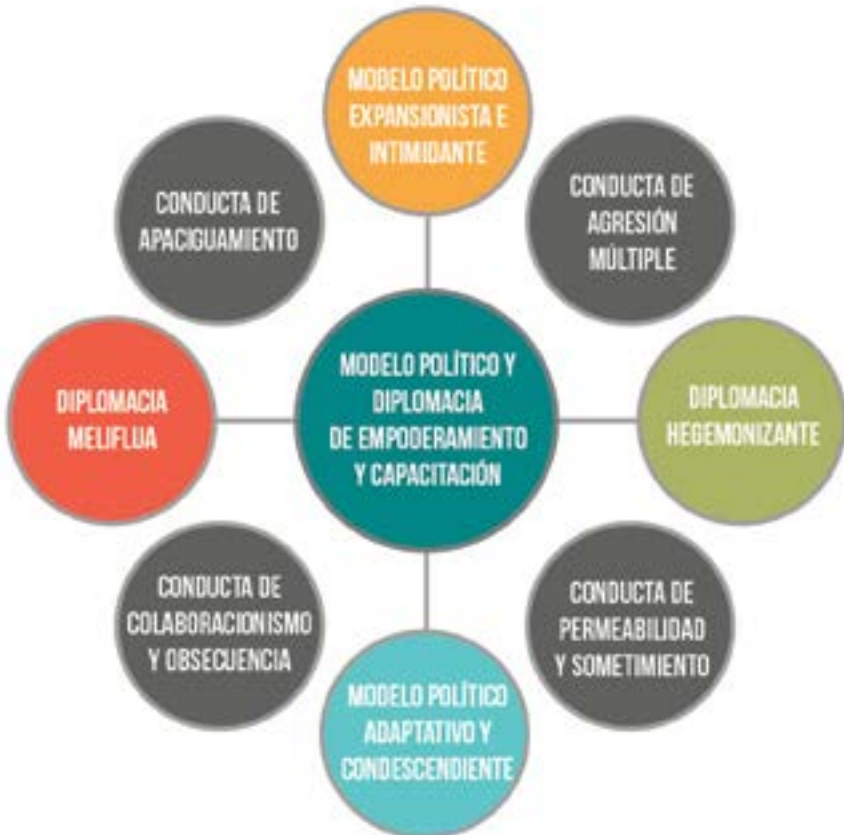 MODELO POLÍTICO
EXPANSIONISTA E
INTIMIDANTE
CONDUCTA DE
APACIGUAMIENTO
CONDUCTA DE
AGRESIÓN
MÚLTIPLE
DIPLOMACIA
MELIFLUA
MODELO POLÍTICO Y
DIPLOMACIA
DE EMPODERAMIENTO
Y CAPACITACIÓN
DIPLOMACIA
HEGEMONIZANTE
CONDUCTA DE
COLABORACIONISMO
Y OBSECUENCIA
CONDUCTA DE
PERMEABILIDAD
Y SOMETIMIENTO
MODELO POLÍTICO
ADAPTATIVO Y
CONDESCENDIENTE